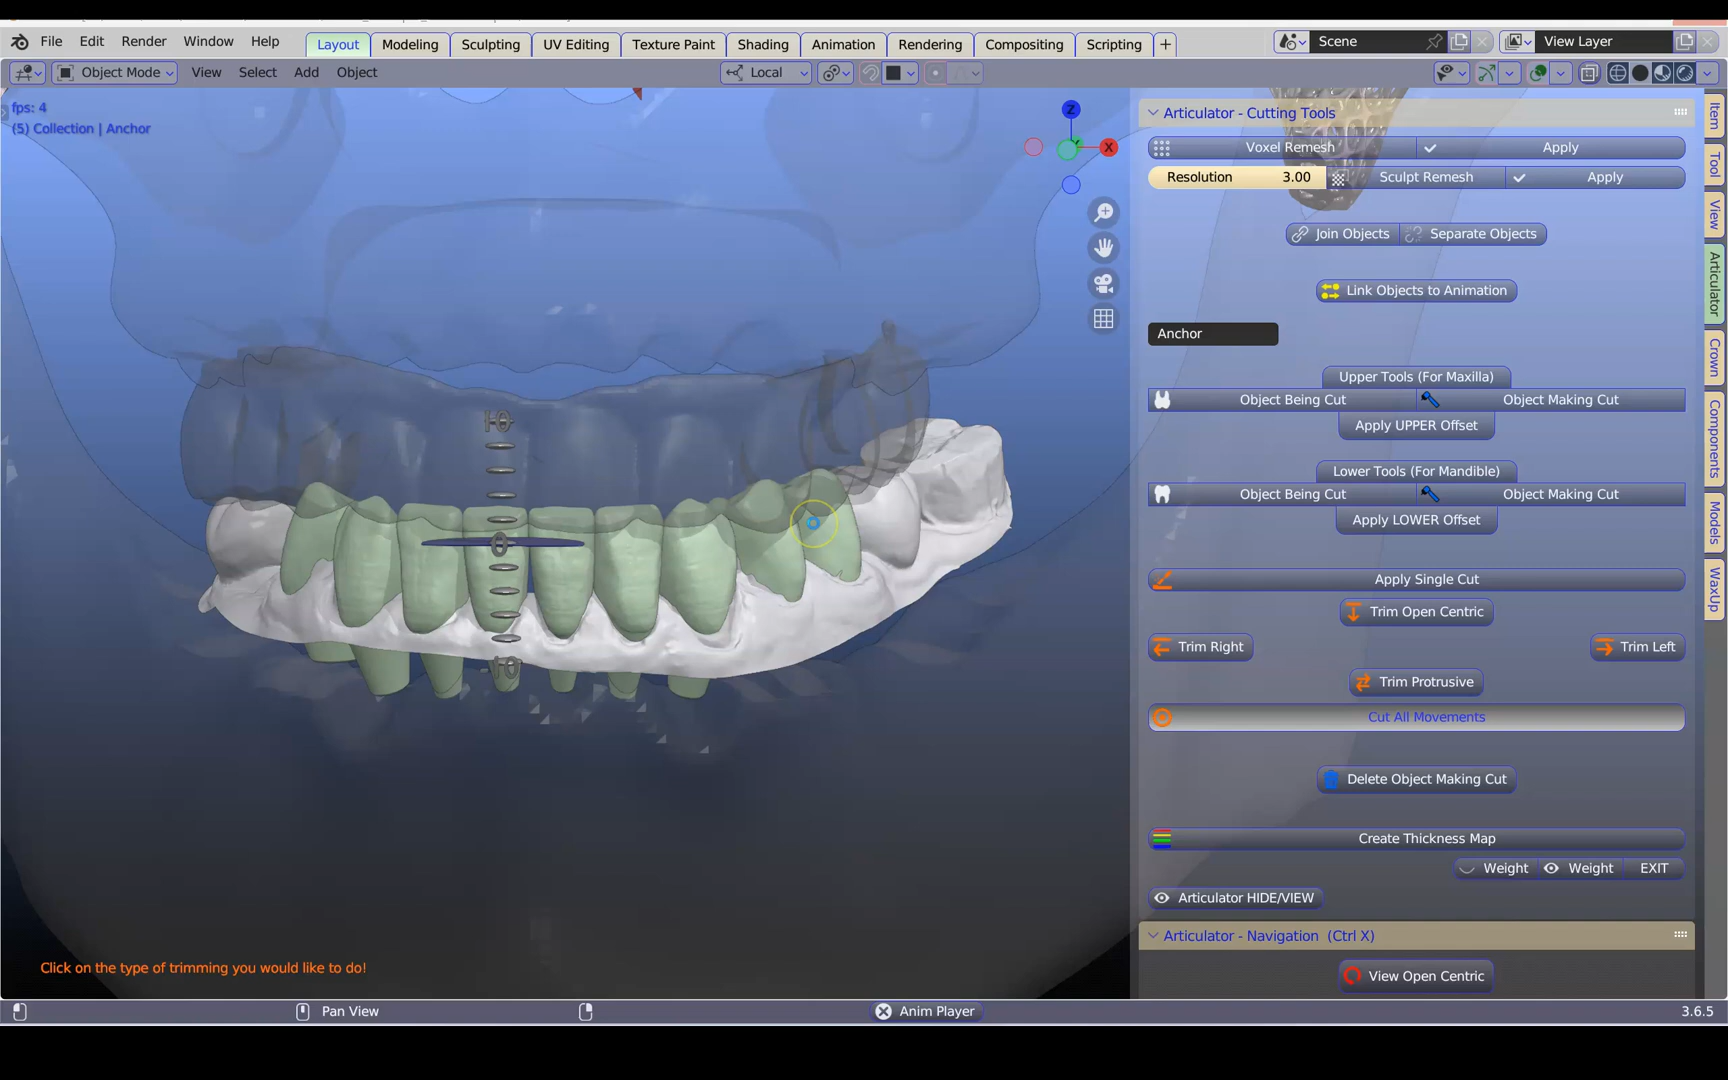 File Edit Render Window Help Layout Modeling Sculpting UV Editing Texture Paint Shading Animation Rendering Compositing Scripting + Scene View Layer
Object Mode View Select Add Object Local
fps: 4
(5) Collection | Anchor
Z
X
10
0
10
Articulator - Cutting Tools
Voxel Remesh Apply
Resolution 3.00 Sculpt Remesh Apply
Join Objects Separate Objects
Link Objects to Animation
Anchor
Upper Tools (For Maxilla)
Object Being Cut Object Making Cut
Apply UPPER Offset
Lower Tools (For Mandible)
Object Being Cut Object Making Cut
Apply LOWER Offset
Apply Single Cut
Trim Open Centric
Trim Right Trim Left
Trim Protrusive
Cut All Movements
Delete Object Making Cut
Create Thickness Map
Weight Weight EXIT
Articulator HIDE/VIEW
Articulator - Navigation (Ctrl X)
View Open Centric
Item
Tool
View
Articulator
Crown
Components
Models
WaxUp
Click on the type of trimming you would like to do!
Pan View Anim Player 3.6.5